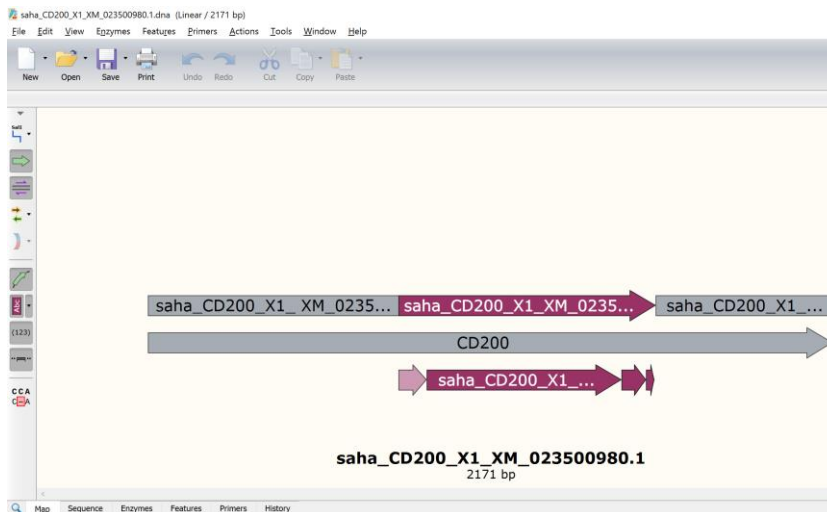 saha_CD200_X1_XM_023500980.1.dna (Linear / 2171 bp)
File Edit View Enzymes Features Primers Actions Tools Window Help
New Open Save Print Undo Redo Cut Copy Paste
saha_CD200_X1_ XM_0235... saha_CD200_X1_XM_0235... saha_CD200_X1_...
CD200
saha_CD200_X1_...
(123)
CCA
saha_CD200_X1_XM_023500980.1
2171 bp
Map Sequence Enzymes Features Primers History